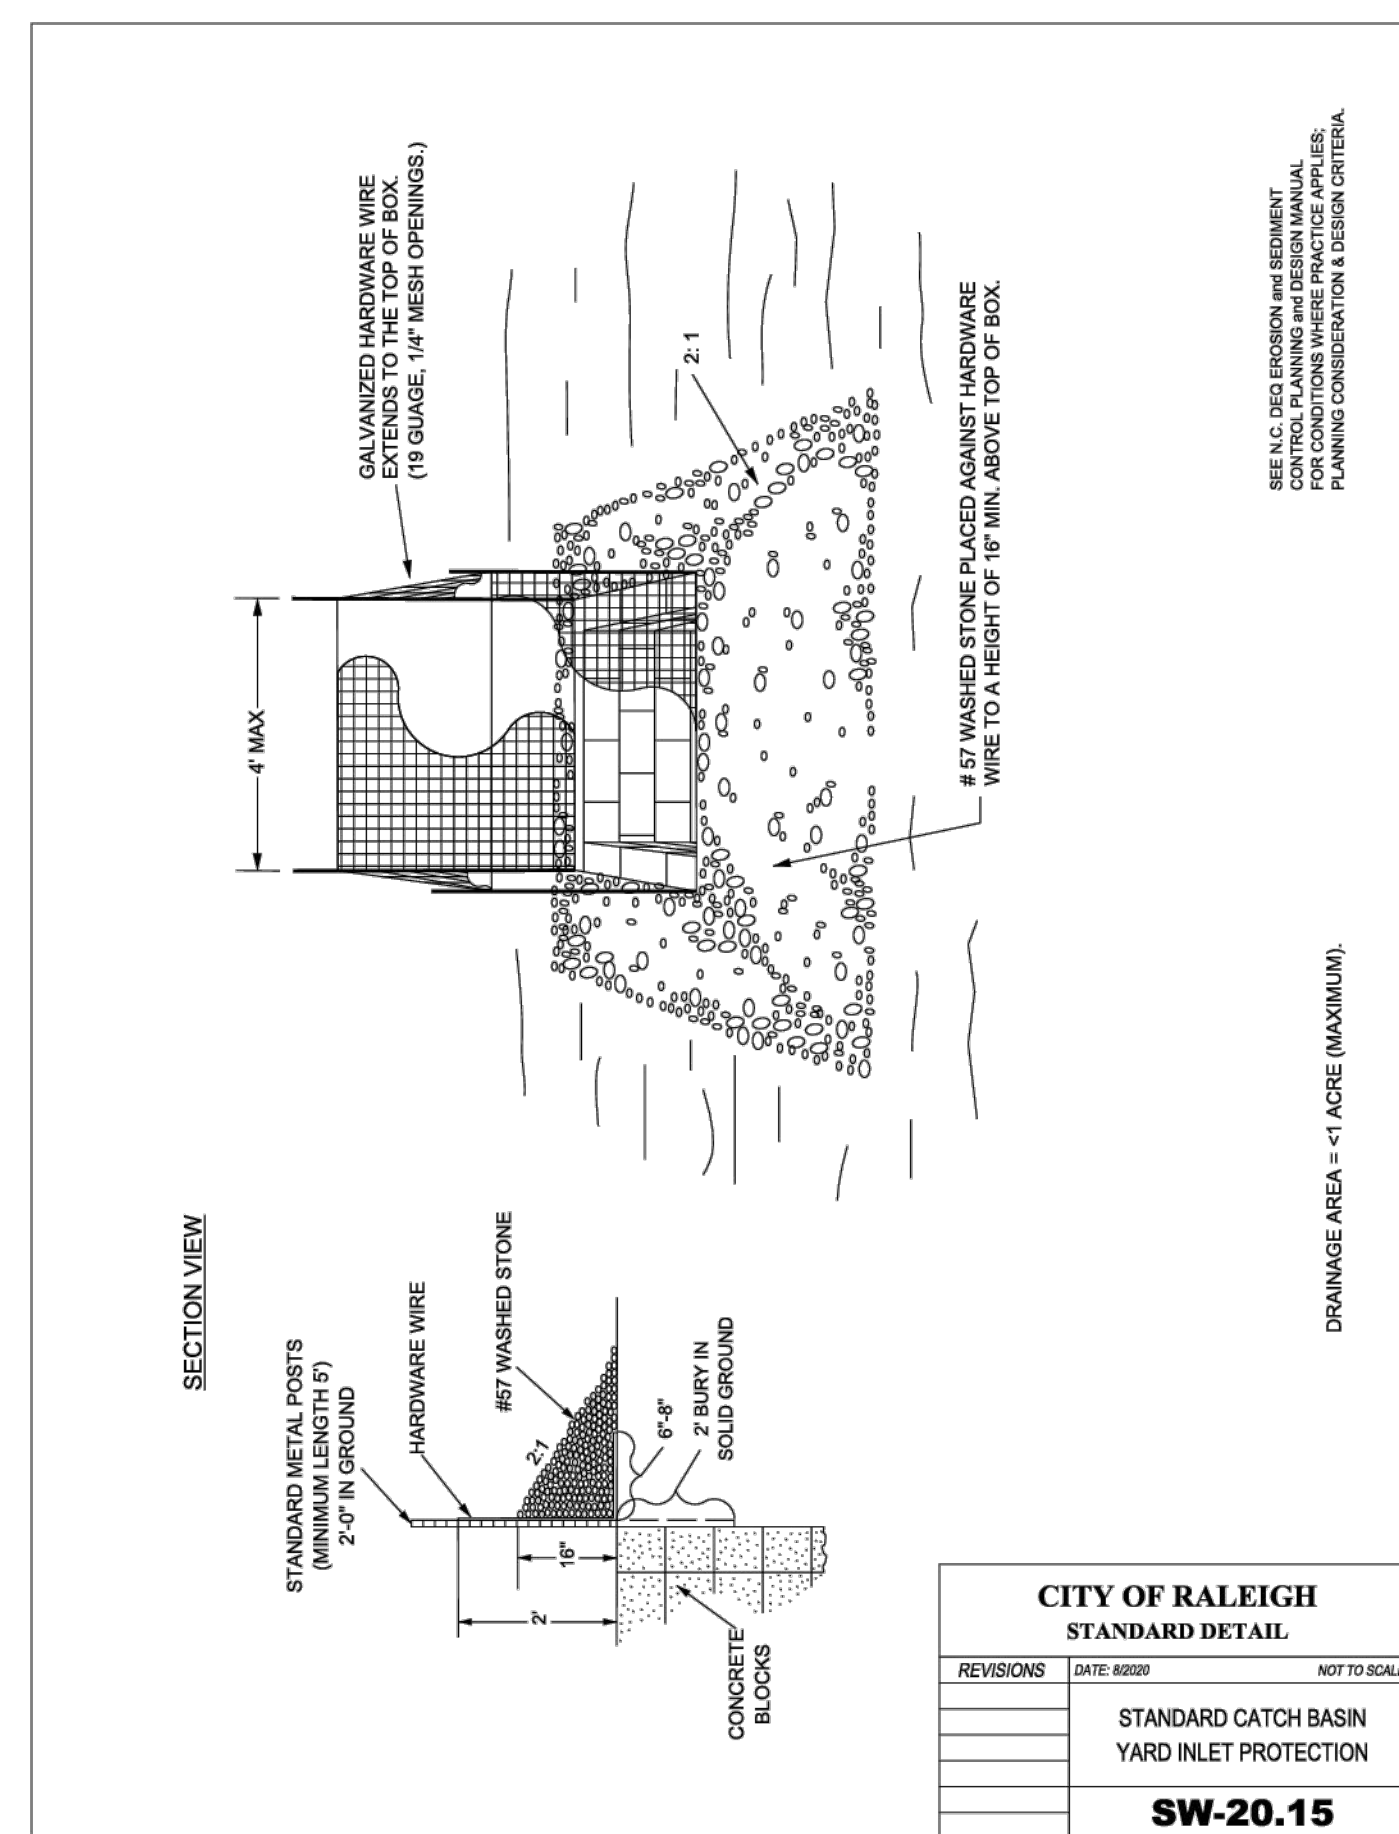 GALVANIZED HARDWARE WIRE
EXTENDS TO THE TOP OF BOX.
(19 GUAGE, 1/4" MESH OPENINGS.)
4' MAX
2: 1
# 57 WASHED STONE PLACED AGAINST HARDWARE
WIRE TO A HEIGHT OF 16" MIN. ABOVE TOP OF BOX.
SEE N.C. DEQ EROSION and SEDIMENT
CONTROL PLANNING and DESIGN MANUAL
FOR CONDITIONS WHERE PRACTICE APPLIES;
PLANNING CONSIDERATION & DESIGN CRITERIA.
SECTION VIEW
STANDARD METAL POSTS
(MINIMUM LENGTH 5')
2'-0" IN GROUND
HARDWARE WIRE
#57 WASHED STONE
2:1
16"
2'
6"-8"
2' BURY IN
SOLID GROUND
CONCRETE
BLOCKS
DRAINAGE AREA = <1 ACRE (MAXIMUM).
CITY OF RALEIGH
STANDARD DETAIL
REVISIONS
DATE: 8/2020
NOT TO
STANDARD CATCH BASIN
YARD INLET PROTECTION
SW-20.15